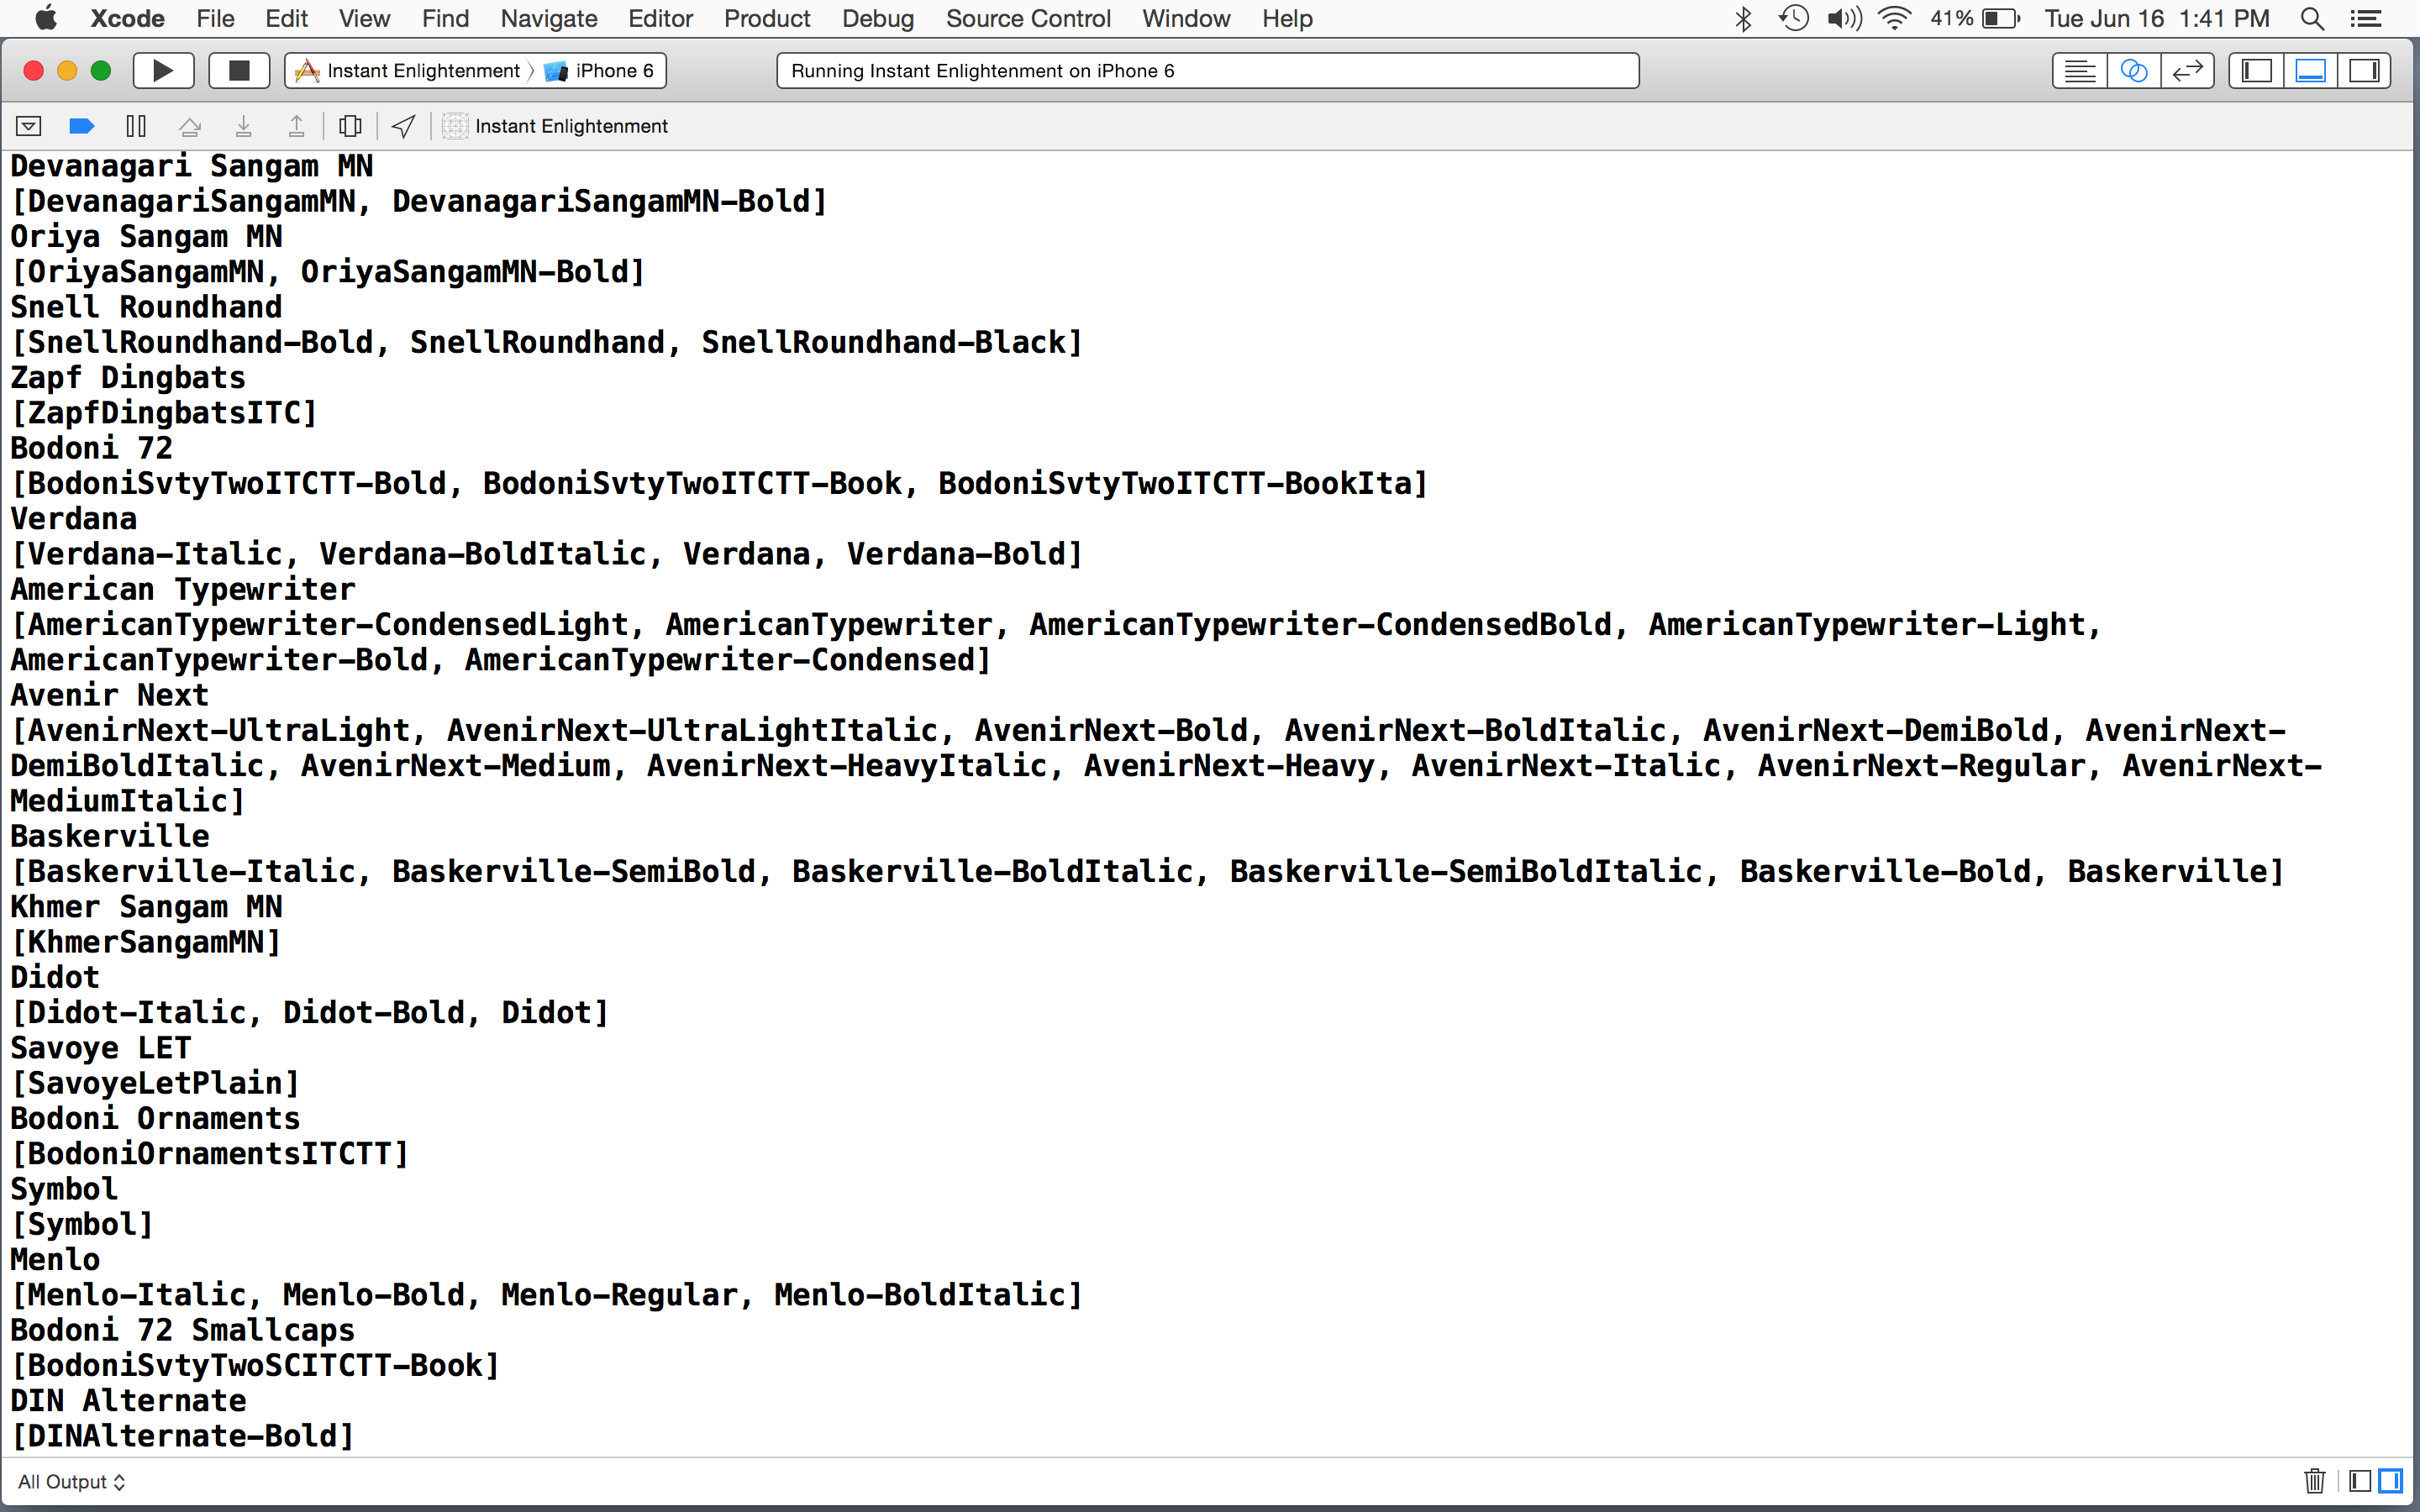 Xcode File Edit View Find Navigate Editor Product Debug Source Control Window Help 41% Tue Jun 16 1:41 PM
Instant Enlightenment iPhone 6 Running Instant Enlightenment on iPhone 6
Instant Enlightenment
Devanagari Sangam MN
[DevanagariSangamMN, DevanagariSangamMN-Bold]
Oriya Sangam MN
[OriyaSangamMN, OriyaSangamMN-Bold]
Snell Roundhand
[SnellRoundhand-Bold, SnellRoundhand, SnellRoundhand-Black]
Zapf Dingbats
[ZapfDingbatsITC]
Bodoni 72
[BodoniSvtyTwoITCTT-Bold, BodoniSvtyTwoITCTT-Book, BodoniSvtyTwoITCTT-BookIta]
Verdana
[Verdana-Italic, Verdana-BoldItalic, Verdana, Verdana-Bold]
American Typewriter
[AmericanTypewriter-CondensedLight, AmericanTypewriter, AmericanTypewriter-CondensedBold, AmericanTypewriter-Light,
AmericanTypewriter-Bold, AmericanTypewriter-Condensed]
Avenir Next
[AvenirNext-UltraLight, AvenirNext-UltraLightItalic, AvenirNext-Bold, AvenirNext-BoldItalic, AvenirNext-DemiBold, AvenirNext-
DemiBoldItalic, AvenirNext-Medium, AvenirNext-HeavyItalic, AvenirNext-Heavy, AvenirNext-Italic, AvenirNext-Regular, AvenirNext-
MediumItalic]
Baskerville
[Baskerville-Italic, Baskerville-SemiBold, Baskerville-BoldItalic, Baskerville-SemiBoldItalic, Baskerville-Bold, Baskerville]
Khmer Sangam MN
[KhmerSangamMN]
Didot
[Didot-Italic, Didot-Bold, Didot]
Savoye LET
[SavoyeLetPlain]
Bodoni Ornaments
[BodoniOrnamentsITCTT]
Symbol
[Symbol]
Menlo
[Menlo-Italic, Menlo-Bold, Menlo-Regular, Menlo-BoldItalic]
Bodoni 72 Smallcaps
[BodoniSvtyTwoSCITCTT-Book]
DIN Alternate
[DINAlternate-Bold]
All Output